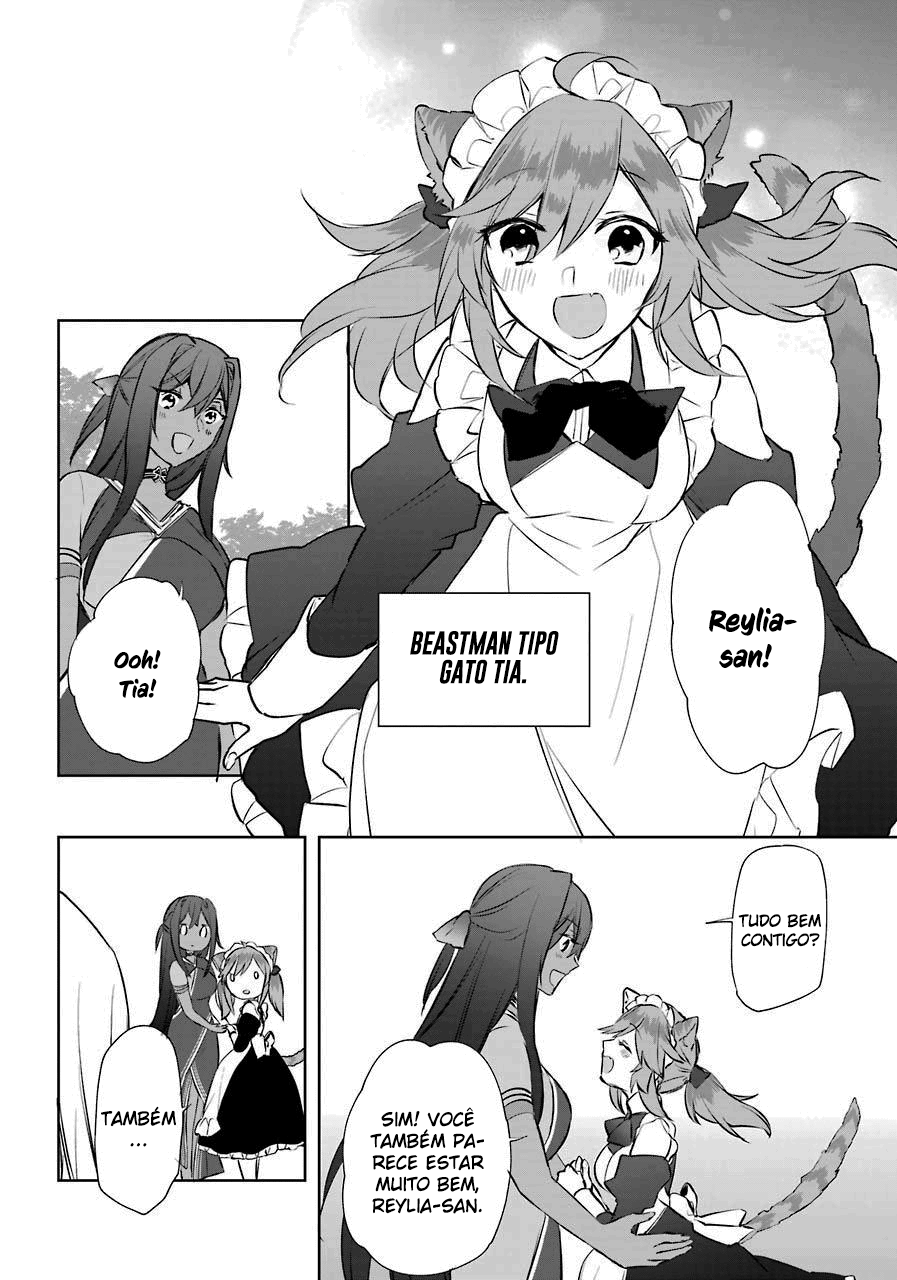 Reylia-
san!
BEASTMAN TIPO
GATO TIA.
Ooh!
Tia!
TUDO BEM
CONTIGO?
SIM! VOCÊ
TAMBÉM PA-
RECE ESTAR
MUITO BEM,
REYLIA-SAN.
TAMBÉM
...